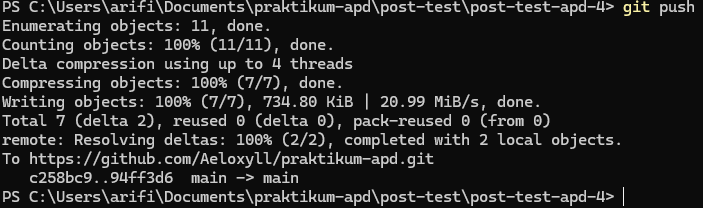 PS C:\Users\arifi\Documents\praktikum-apd\post-test\post-test-apd-4> git push
Enumerating objects: 11, done.
Counting objects: 100% (11/11), done.
Delta compression using up to 4 threads
Compressing objects: 100% (7/7), done.
Writing objects: 100% (7/7), 734.80 KiB | 20.99 MiB/s, done.
Total 7 (delta 2), reused 0 (delta 0), pack-reused 0 (from 0)
remote: Resolving deltas: 100% (2/2), completed with 2 local objects.
To https://github.com/Aeloxyll/praktikum-apd.git
   c258bc9..94ff3d6  main -> main
PS C:\Users\arifi\Documents\praktikum-apd\post-test\post-test-apd-4>